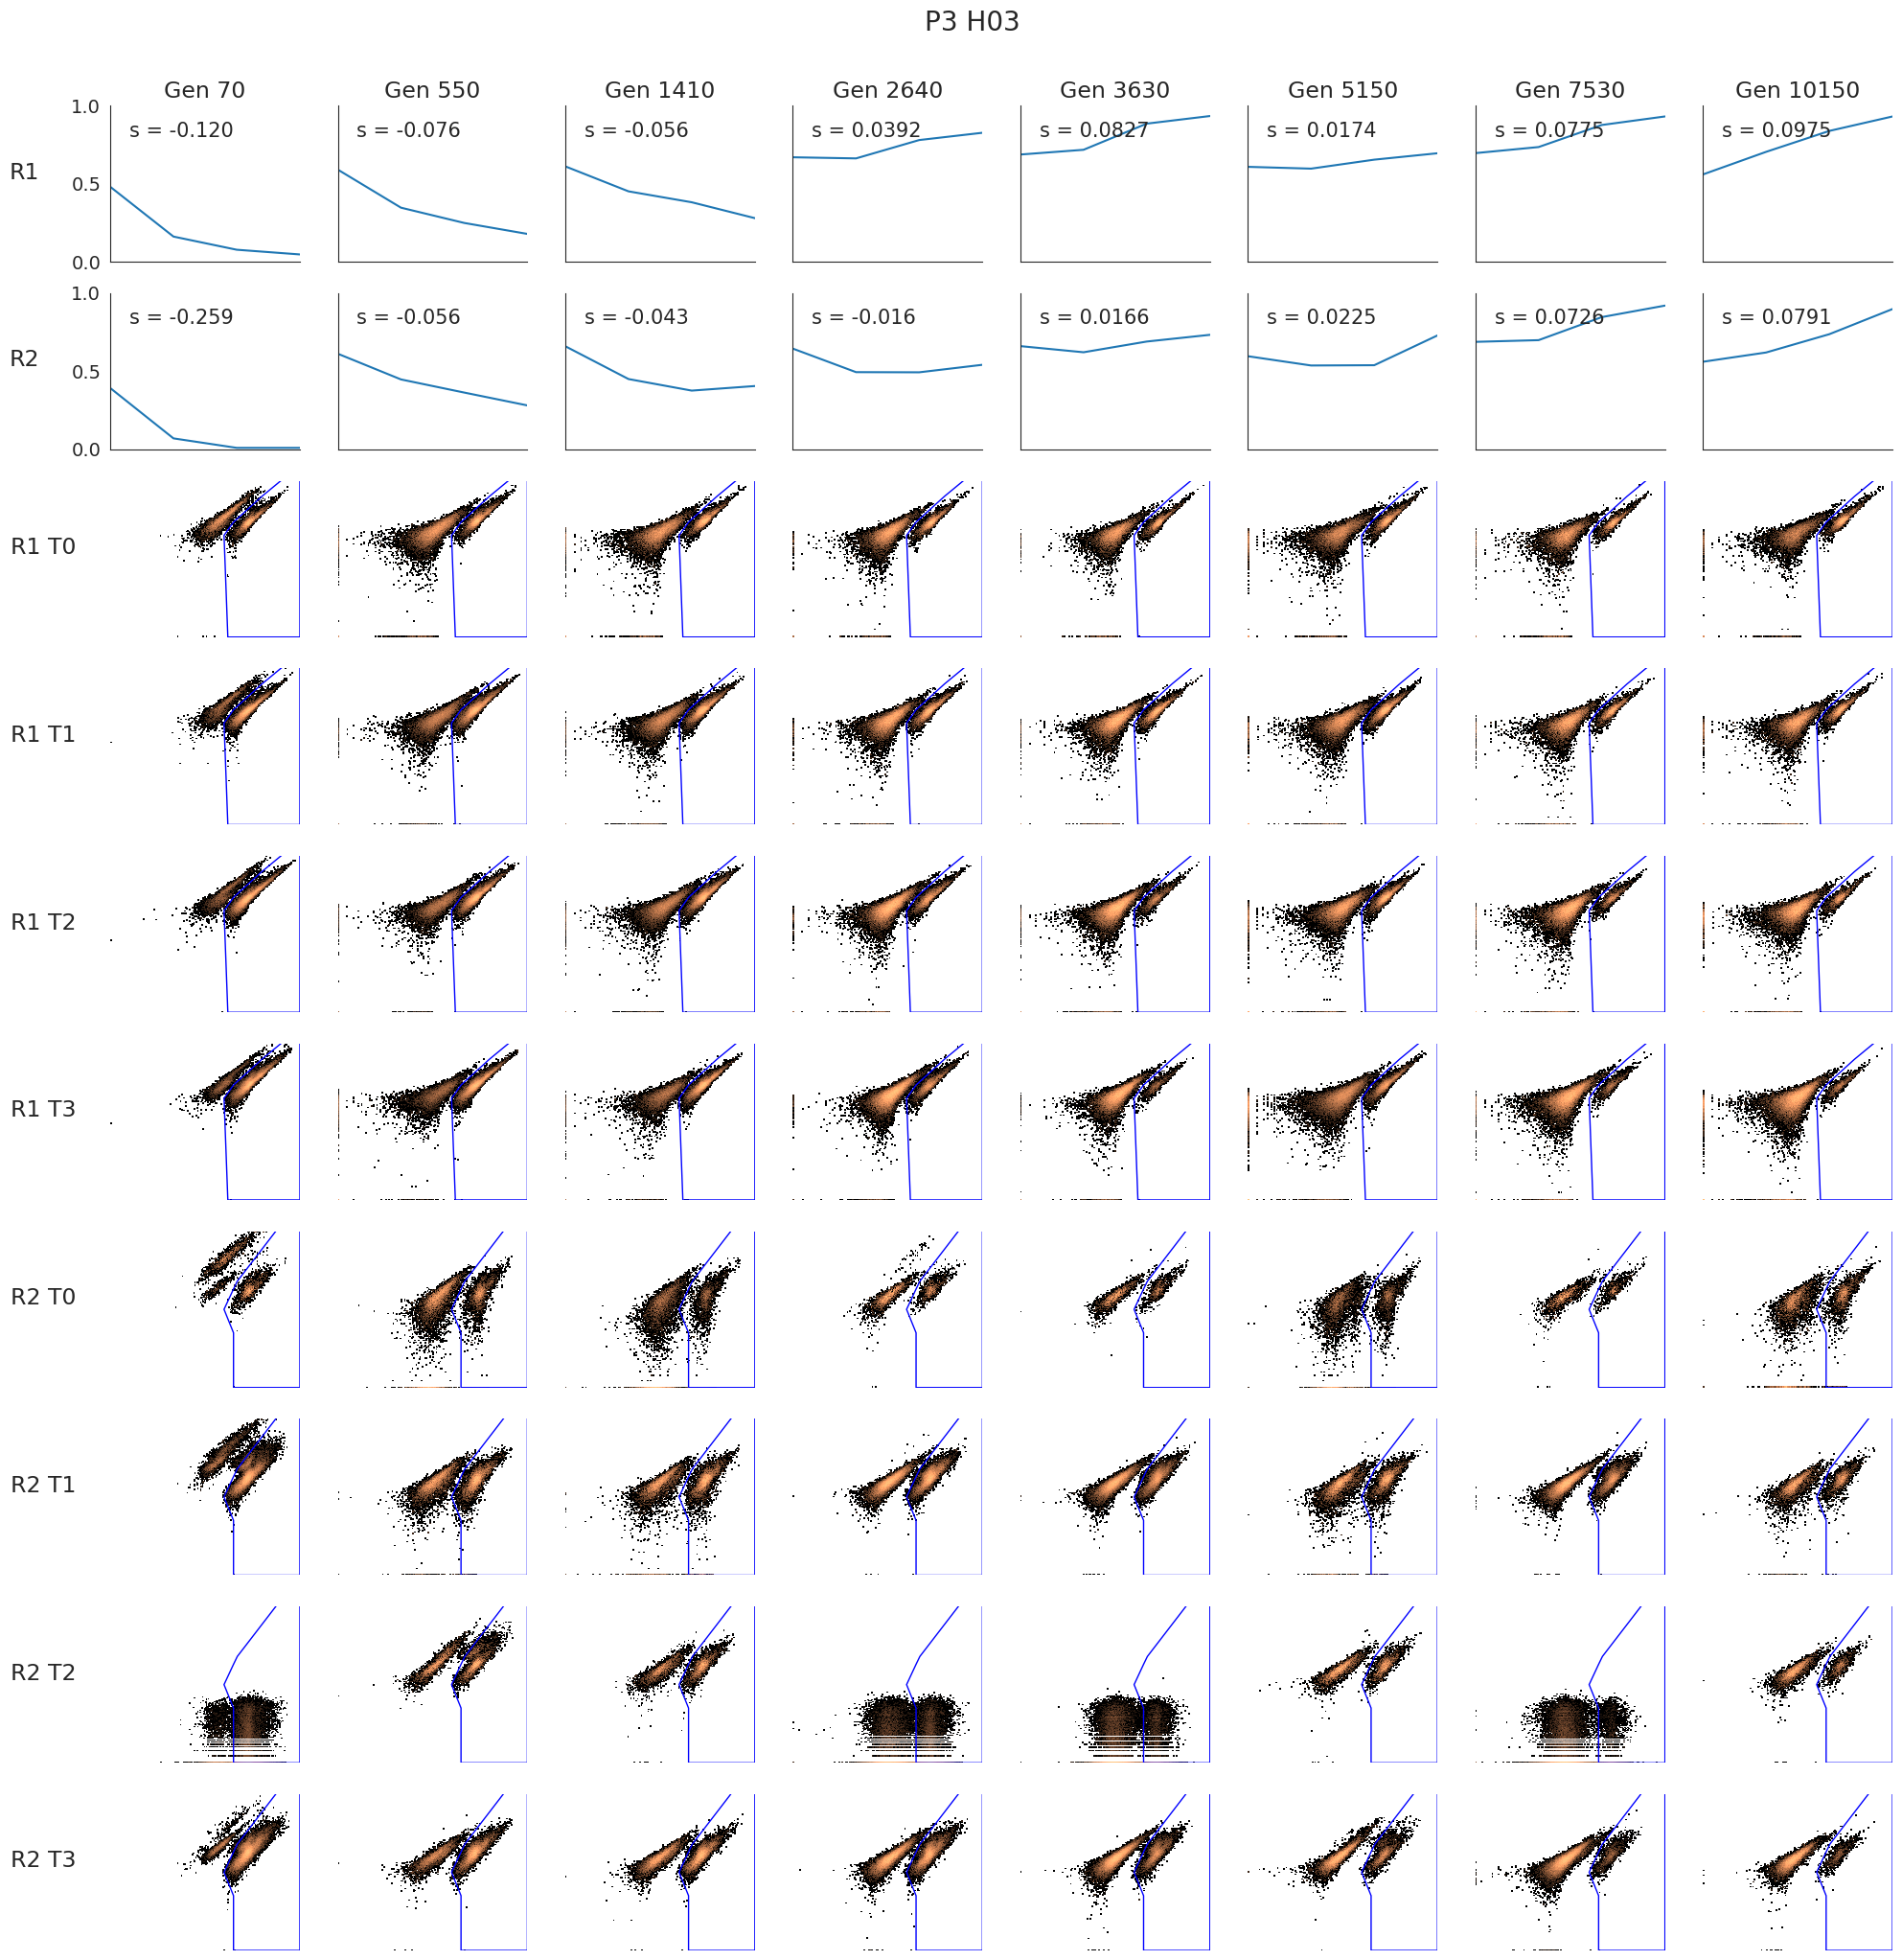 P3 H03
Gen 70 Gen 550 Gen 1410 Gen 2640 Gen 3630 Gen 5150 Gen 7530 Gen 10150
1.0
s = -0.120 s = -0.076 s = -0.056 s = 0.0392 s = 0.0827 s = 0.0174 s = 0.0775 s = 0.0975
R1
0.5
0.0
1.0
s = -0.259 s = -0.056 s = -0.043 s = -0.016 s = 0.0166 s = 0.0225 s = 0.0726 s = 0.0791
R2
0.5
0.0
R1 T0
R1 T1
R1 T2
R1 T3
R2 T0
R2 T1
R2 T2
R2 T3